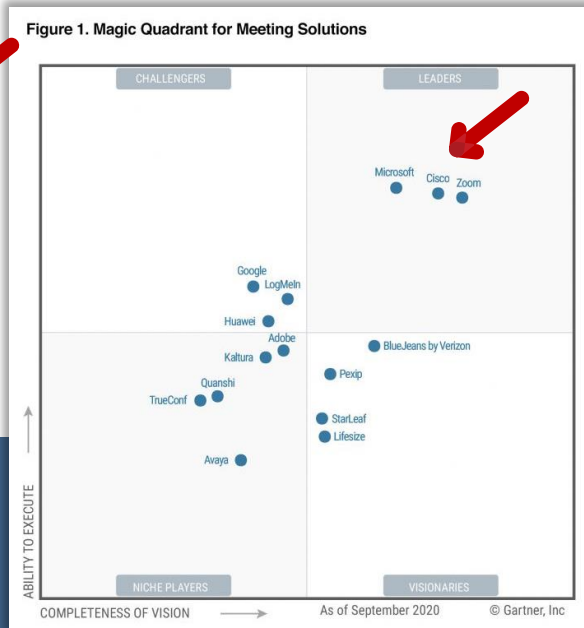 Figure 1. Magic Quadrant for Meeting Solutions
CHALLENGERS
LEADERS
Microsoft
Cisco
Zoom
Google
LogMeIn
Huawei
Adobe
Kaltura
BlueJeans by Verizon
Pexip
Quanshi
TrueConf
StarLeaf
Lifesize
Avaya
ABILITY TO EXECUTE
NICHE PLAYERS
VISIONARIES
COMPLETENESS OF VISION
As of September 2020
© Gartner, Inc